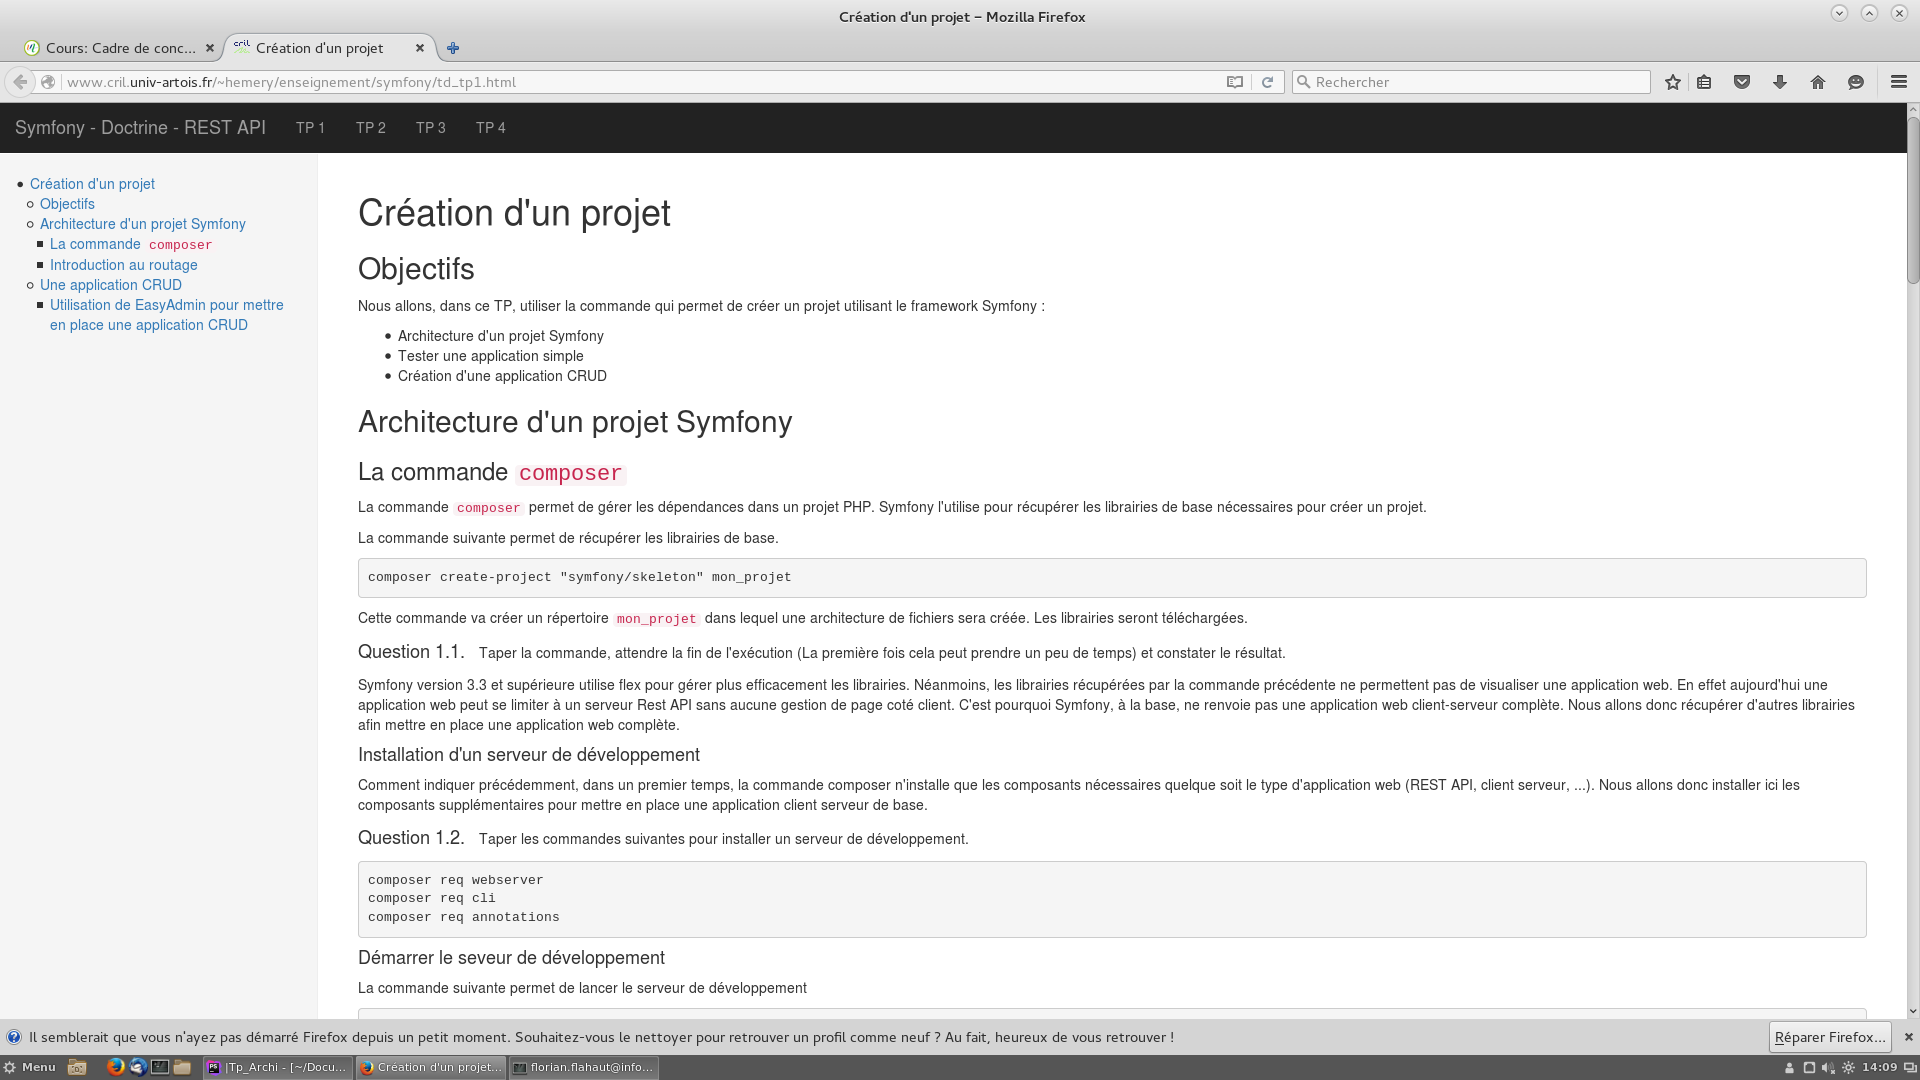 Création d'un projet – Mozilla Firefox
Cours: Cadre de conc...
cril
Création d'un projet
www.cril.univ-artois.fr/~hemery/enseignement/symfony/td_tp1.html
Rechercher
Symfony - Doctrine - REST API
TP 1
TP 2
TP 3
TP 4
Création d'un projet
Objectifs
Architecture d'un projet Symfony
La commande composer
Introduction au routage
Une application CRUD
Utilisation de EasyAdmin pour mettre
en place une application CRUD
Création d'un projet
Objectifs
Nous allons, dans ce TP, utiliser la commande qui permet de créer un projet utilisant le framework Symfony :
Architecture d'un projet Symfony
Tester une application simple
Création d'une application CRUD
Architecture d'un projet Symfony
La commande composer
La commande composer permet de gérer les dépendances dans un projet PHP. Symfony l'utilise pour récupérer les librairies de base nécessaires pour créer un projet.
La commande suivante permet de récupérer les librairies de base.
composer create-project "symfony/skeleton" mon_projet
Cette commande va créer un répertoire mon_projet dans lequel une architecture de fichiers sera créée. Les librairies seront téléchargées.
Question 1.1. Taper la commande, attendre la fin de l'exécution (La première fois cela peut prendre un peu de temps) et constater le résultat.
Symfony version 3.3 et supérieure utilise flex pour gérer plus efficacement les librairies. Néanmoins, les librairies récupérées par la commande précédente ne permettent pas de visualiser une application web. En effet aujourd'hui une
application web peut se limiter à un serveur Rest API sans aucune gestion de page coté client. C'est pourquoi Symfony, à la base, ne renvoie pas une application web client-serveur complète. Nous allons donc récupérer d'autres librairies
afin mettre en place une application web complète.
Installation d'un serveur de développement
Comment indiquer précédemment, dans un premier temps, la commande composer n'installe que les composants nécessaires quelque soit le type d'application web (REST API, client serveur, ...). Nous allons donc installer ici les
composants supplémentaires pour mettre en place une application client serveur de base.
Question 1.2. Taper les commandes suivantes pour installer un serveur de développement.
composer req webserver
composer req cli
composer req annotations
Démarrer le seveur de développement
La commande suivante permet de lancer le serveur de développement
Il semblerait que vous n'ayez pas démarré Firefox depuis un petit moment. Souhaitez-vous le nettoyer pour retrouver un profil comme neuf ? Au fait, heureux de vous retrouver !
Réparer Firefox...
Menu
PS
|Tp_Archi - [~/Docu...
Création d'un projet...
florian.flahaut@info...
14:09